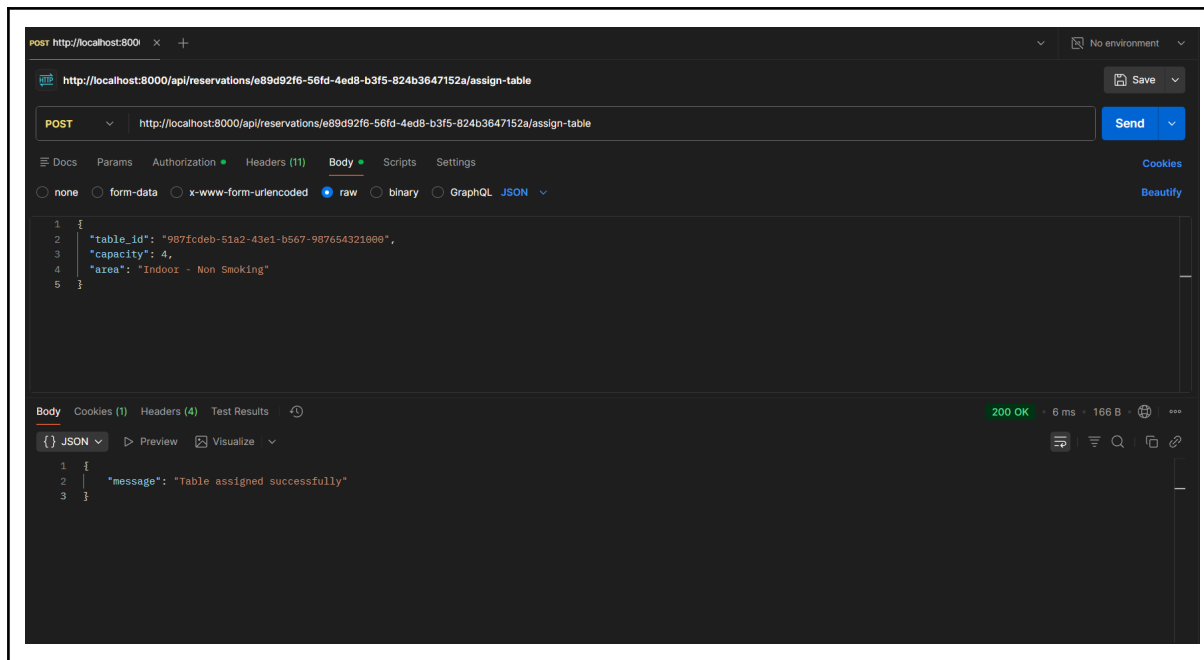 POST http://localhost:800 × + No environment
HTTP http://localhost:8000/api/reservations/e89d92f6-56fd-4ed8-b3f5-824b3647152a/assign-table Save
POST http://localhost:8000/api/reservations/e89d92f6-56fd-4ed8-b3f5-824b3647152a/assign-table Send
Docs Params Authorization Headers (11) Body Scripts Settings Cookies
none form-data x-www-form-urlencoded raw binary GraphQL JSON Beautify
1 {
2 "table_id": "987fcdeb-51a2-43e1-b567-987654321000",
3 "capacity": 4,
4 "area": "Indoor - Non Smoking"
5 }
Body Cookies (1) Headers (4) Test Results 200 OK • 6 ms • 166 B •
{} JSON Preview Visualize
1 {
2 "message": "Table assigned successfully"
3 }